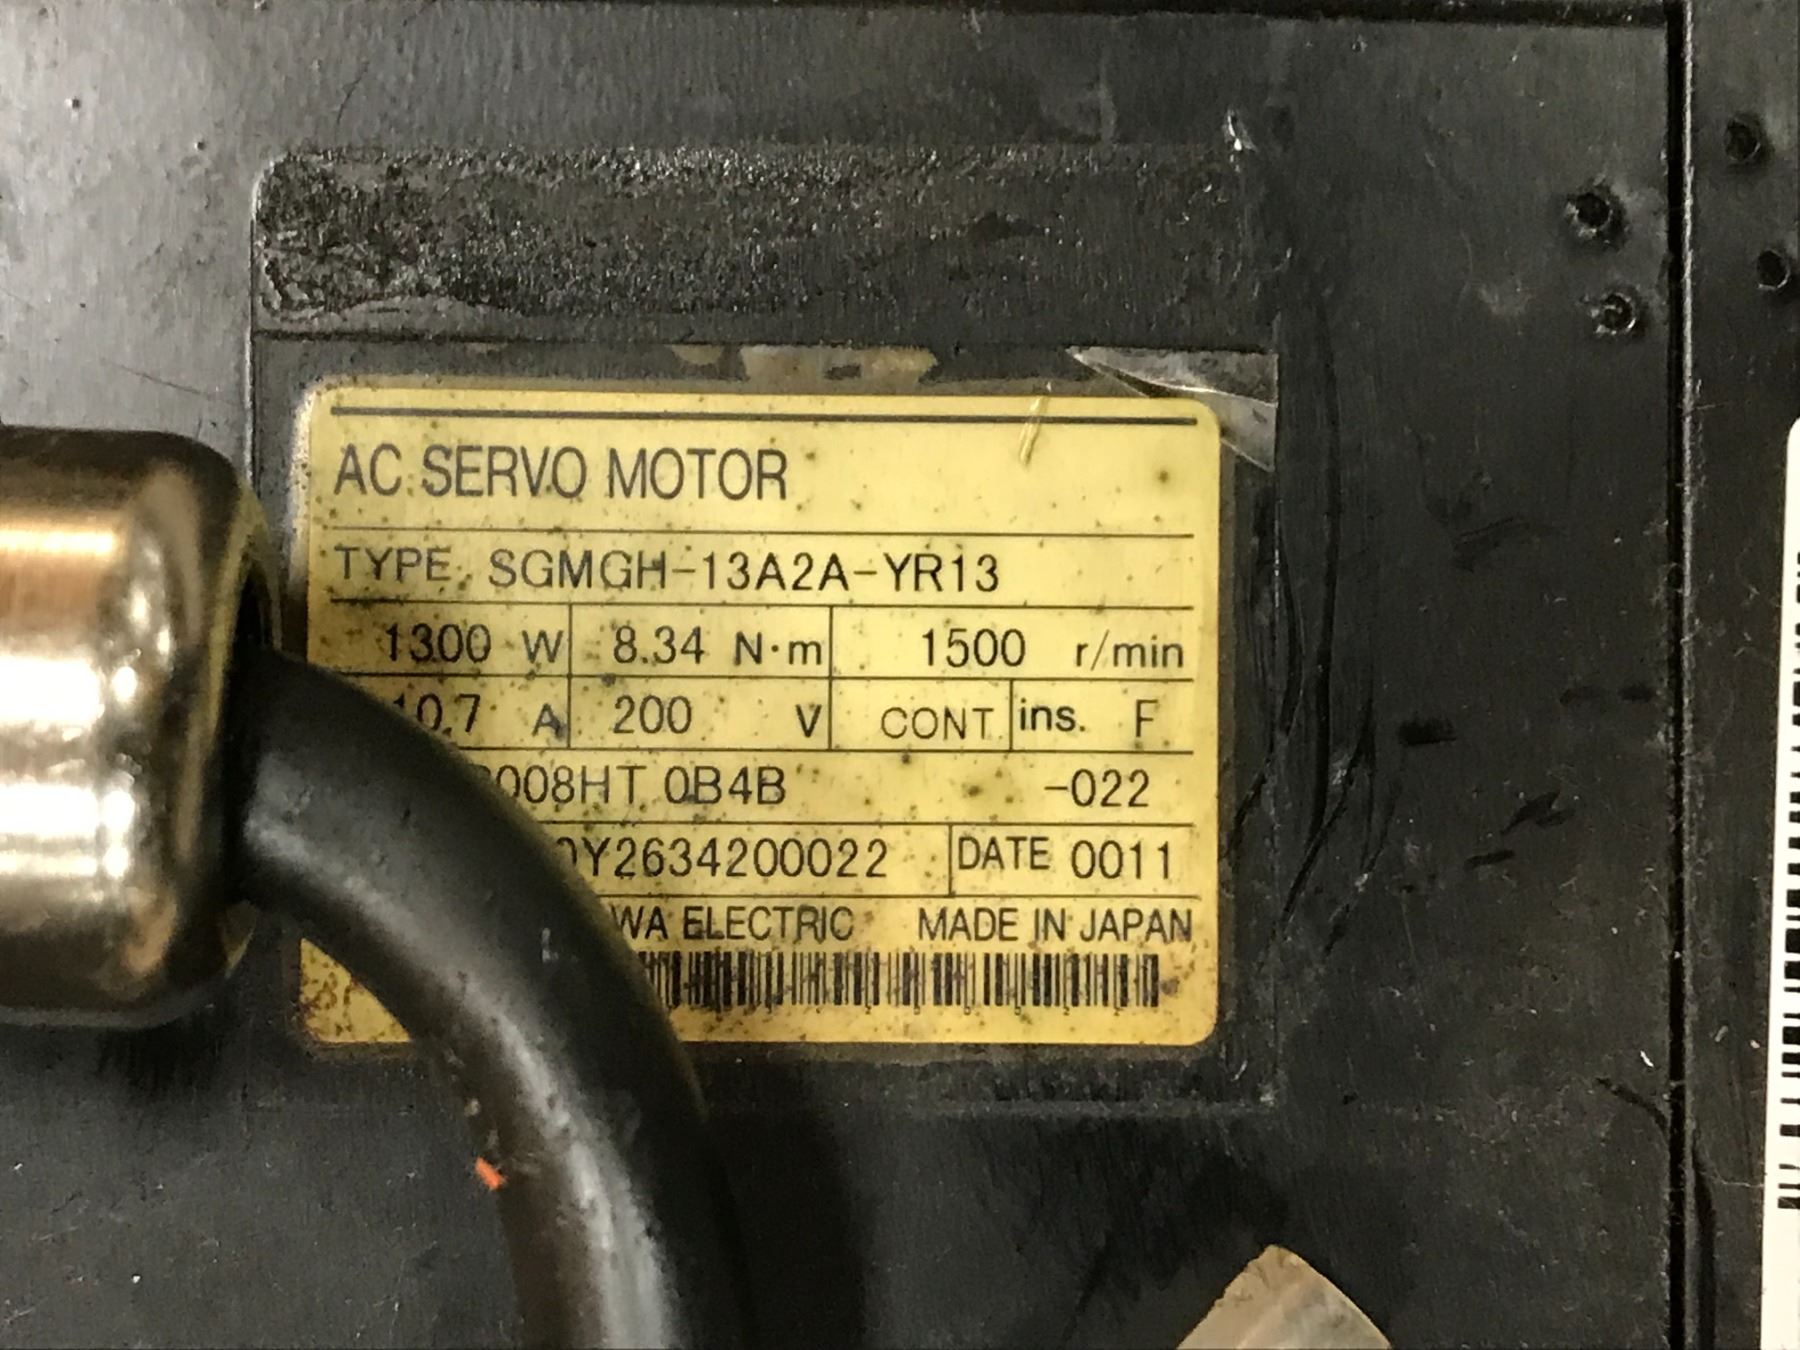 AC SERVO MOTOR
TYPE SGMGH-13A2A-YR13
1300 W 8.34 N·m 1500 r/min
10.7 A 200 V CONT ins. F
008HT 0B4B -022
Y2634200022 DATE 0011
WA ELECTRIC MADE IN JAPAN